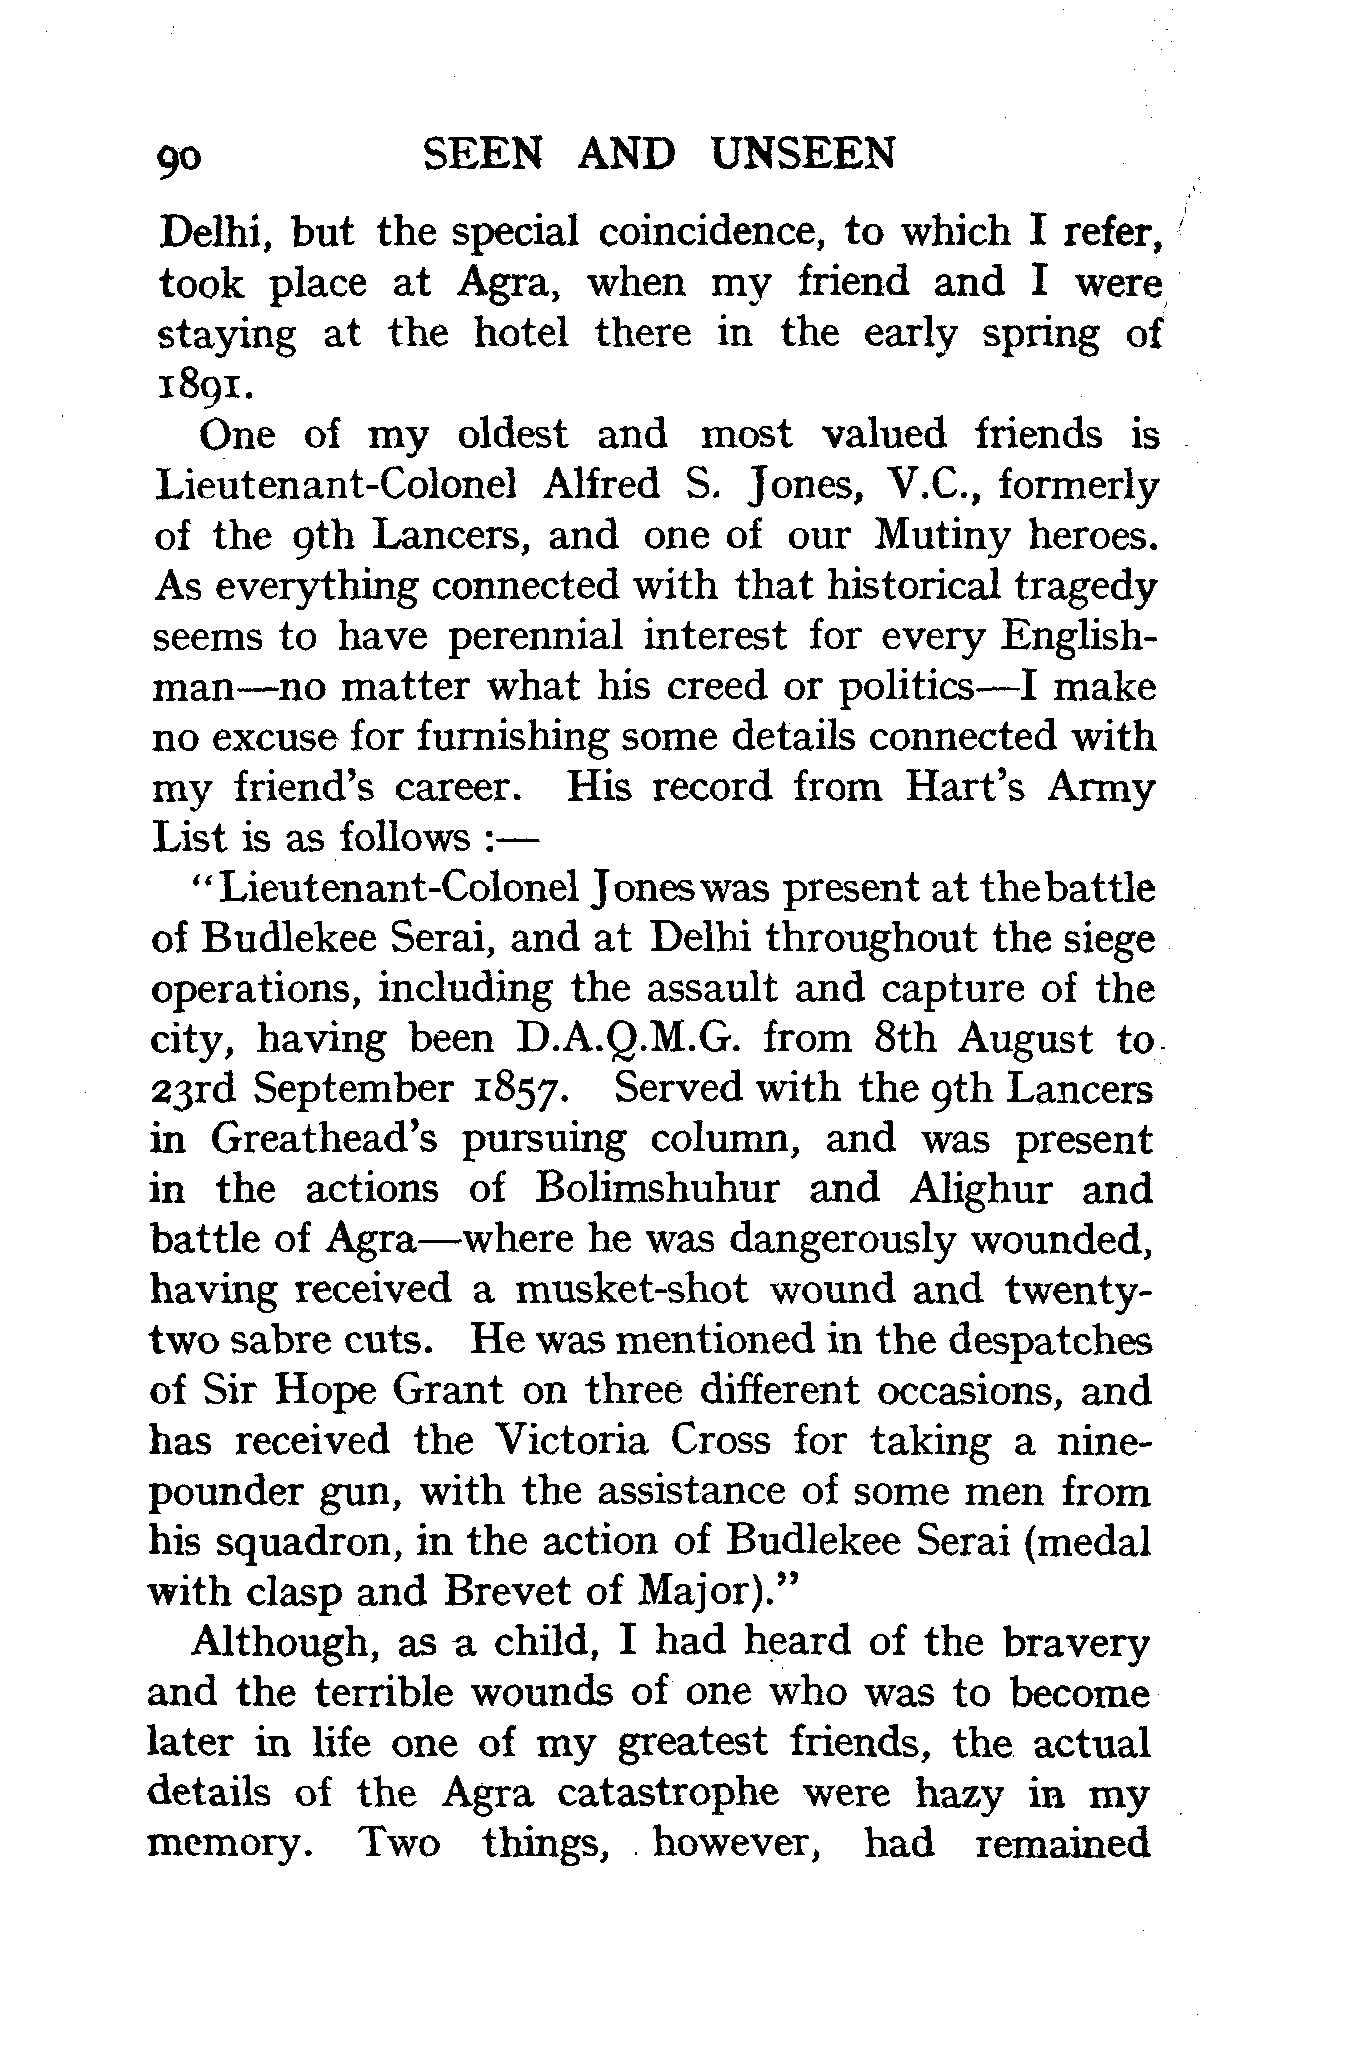 90 SEEN AND UNSEEN
Delhi, but the special coincidence, to which I refer,
took place at Agra, when my friend and I were
staying at the hotel there in the early spring of
1891.
One of my oldest and most valued friends is
Lieutenant-Colonel Alfred S. Jones, V.C., formerly
of the 9th Lancers, and one of our Mutiny heroes.
As everything connected with that historical tragedy
seems to have perennial interest for every English-
man—no matter what his creed or politics—I make
no excuse for furnishing some details connected with
my friend's career. His record from Hart's Army
List is as follows :—
"Lieutenant-Colonel Jones was present at the battle
of Budlekee Serai, and at Delhi throughout the siege
operations, including the assault and capture of the
city, having been D.A.Q.M.G. from 8th August to
23rd September 1857. Served with the 9th Lancers
in Greathead's pursuing column, and was present
in the actions of Bolimshuhur and Alighur and
battle of Agra—where he was dangerously wounded,
having received a musket-shot wound and twenty-
two sabre cuts. He was mentioned in the despatches
of Sir Hope Grant on three different occasions, and
has received the Victoria Cross for taking a nine-
pounder gun, with the assistance of some men from
his squadron, in the action of Budlekee Serai (medal
with clasp and Brevet of Major)."
Although, as a child, I had heard of the bravery
and the terrible wounds of one who was to become
later in life one of my greatest friends, the actual
details of the Agra catastrophe were hazy in my
memory. Two things, however, had remained